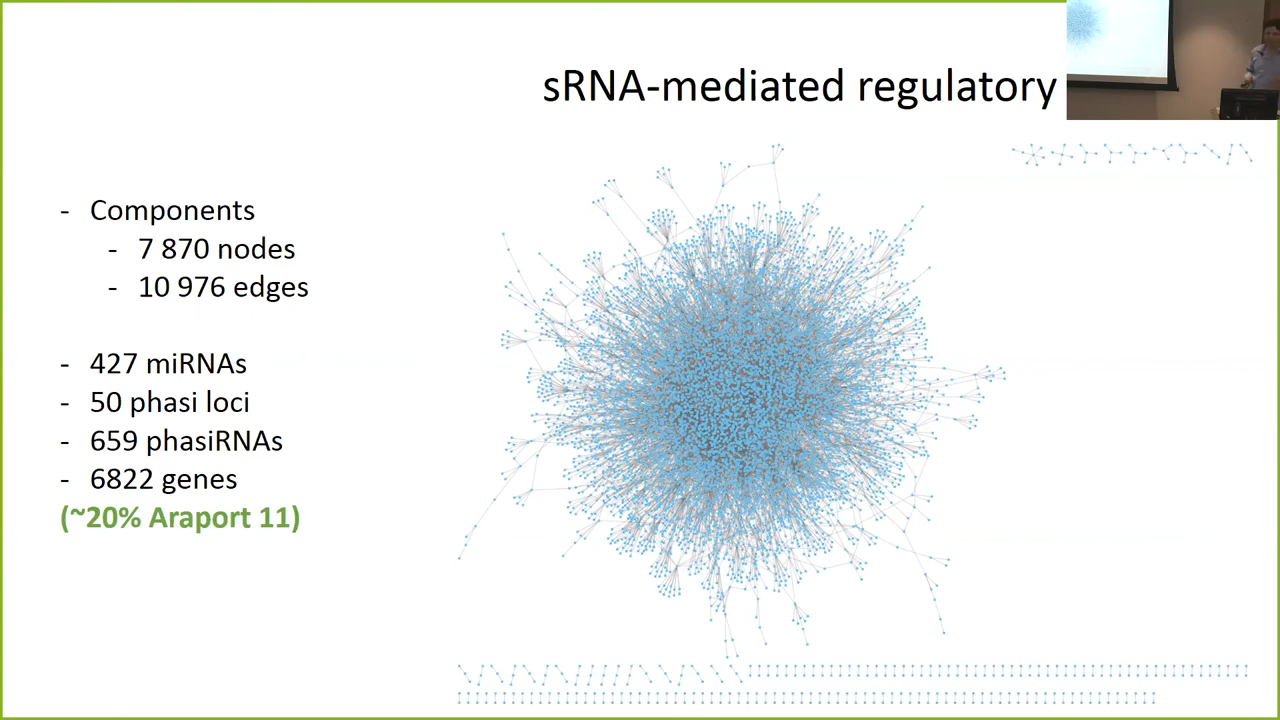 sRNA-mediated regulatory
- Components
- 7 870 nodes
- 10 976 edges
- 427 miRNAs
- 50 phasi loci
- 659 phasiRNAs
- 6822 genes
(~20% Araport 11)